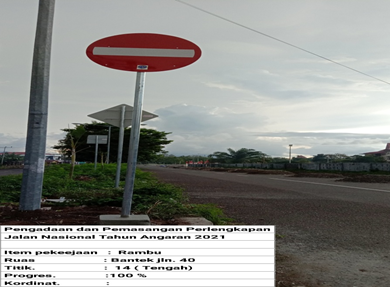 Pengadaan dan Pemasangan Perlengkapan
Jalan Nasional Tahun Angaran 2021
Item pekeejaan : Rambu
Ruas : Bantek jln. 40
Titik. : 14 ( Tengah)
Progres. :100 %
Kordinat. :